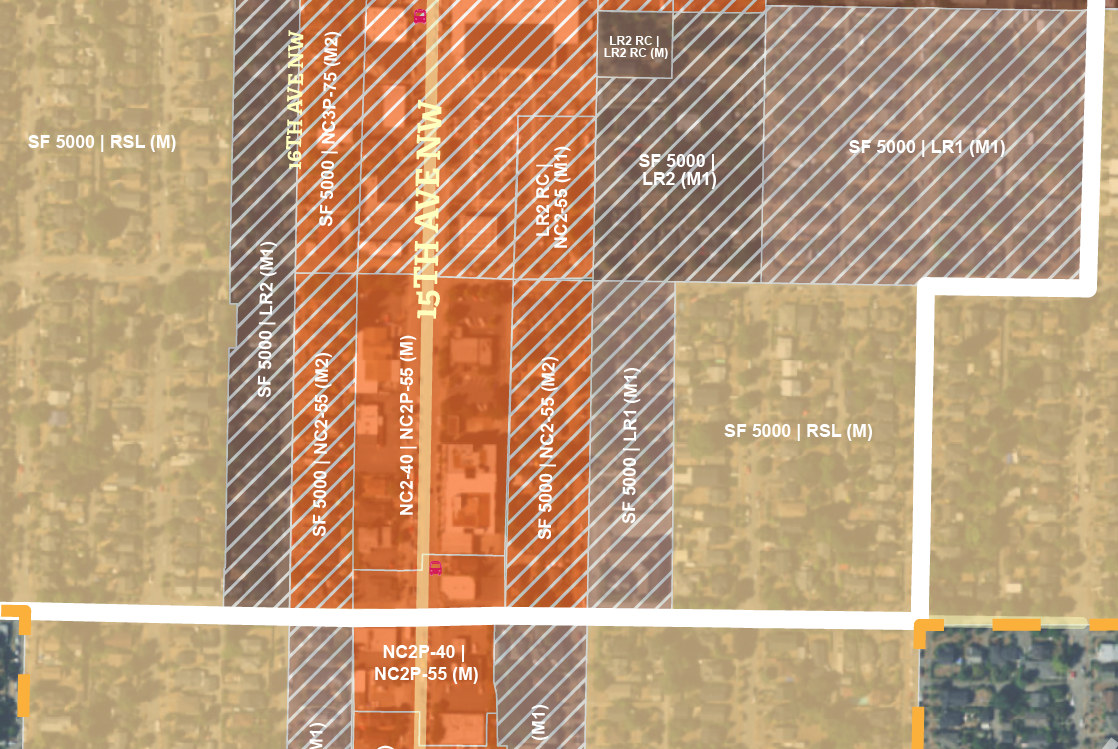 LR2 RC |
LR2 RC (M)
16TH AVE NW
SF 5000 | NC3P-75 (M2)
SF 5000 | RSL (M)
15TH AVE NW
LR2 RC |
NC2-55 (M1)
SF 5000 |
LR2 (M1)
SF 5000 | LR1 (M1)
SF 5000 | LR2 (M1)
SF 5000 | NC2-55 (M2)
NC2-40 | NC2P-55 (M)
SF 5000 | NC2-55 (M2)
SF 5000 | LR1 (M1)
SF 5000 | RSL (M)
NC2P-40 |
NC2P-55 (M)
M1)
(M1)
)